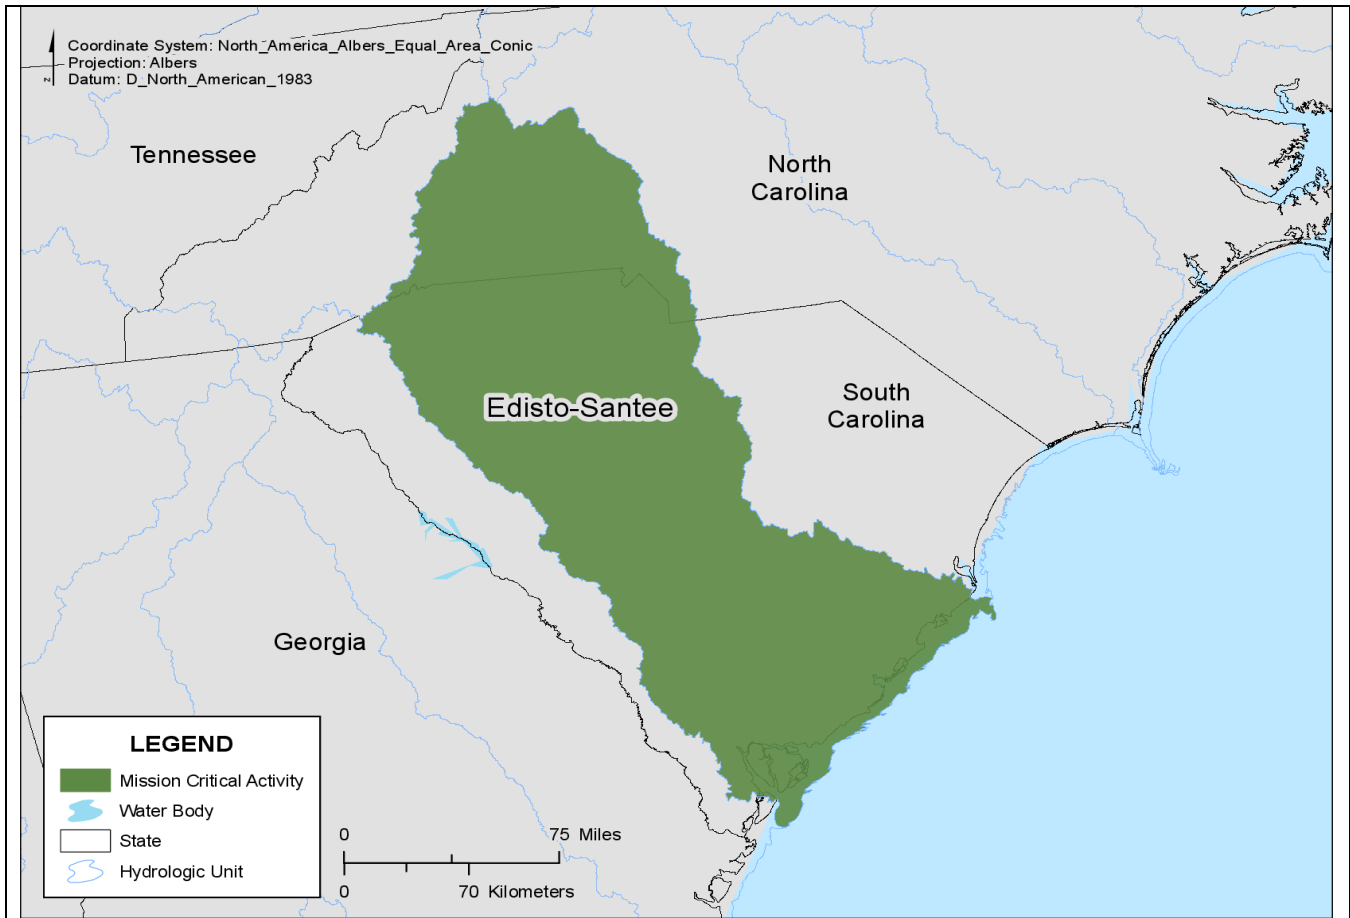 Coordinate System: North_America_Albers_Equal_Area_Conic
Projection: Albers
Datum: D_North_American_1983
N
Tennessee
North
Carolina
South
Carolina
Edisto-Santee
Georgia
LEGEND
Mission Critical Activity
Water Body
State
Hydrologic Unit
0 75 Miles
0 70 Kilometers